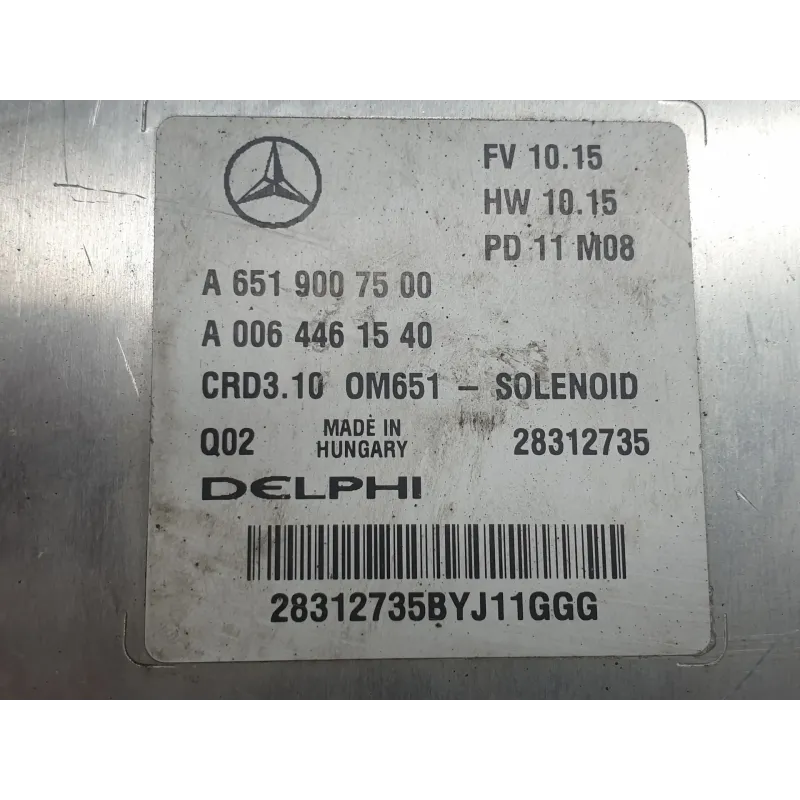 FV 10.15
HW 10.15
PD 11 M08
A 651 900 75 00
A 006 446 15 40
CRD3.10 OM651 – SOLENOID
Q02 MADE IN HUNGARY 28312735
DELPHI
28312735BYJ11GGG